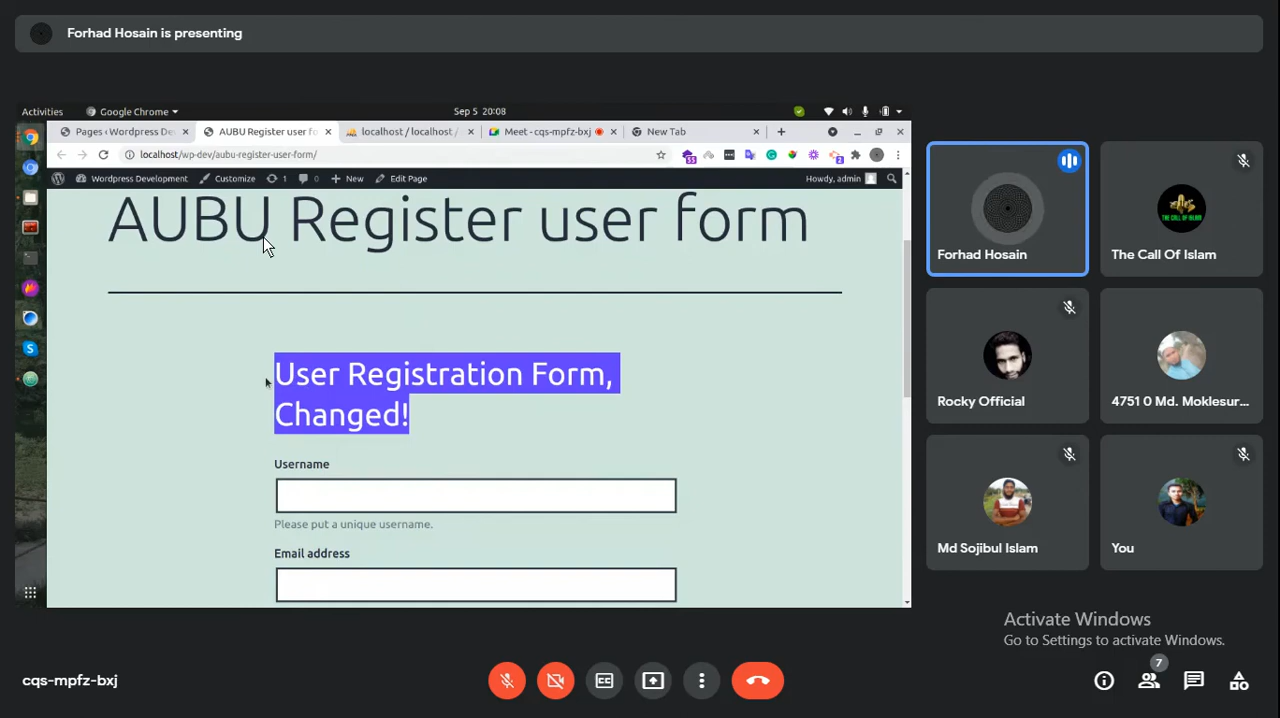 Forhad Hosain is presenting
Activities
Google Chrome
Sep 5 20:08
Pages ‹ Wordpress De
AUBU Register user f
localhost / localhost /
Meet - cqs-mpfz-bxj
New Tab
localhost/wp-dev/aubu-register-user-form/
Wordpress Development
Customize
1
0
New
Edit Page
Howdy, admin
AUBU Register user form
User Registration Form,
Changed!
Username
Please put a unique username.
Email address
Forhad Hosain
The Call Of Islam
Rocky Official
4751 0 Md. Moklesur...
Md Sojibul Islam
You
Activate Windows
Go to Settings to activate Windows.
cqs-mpfz-bxj
7